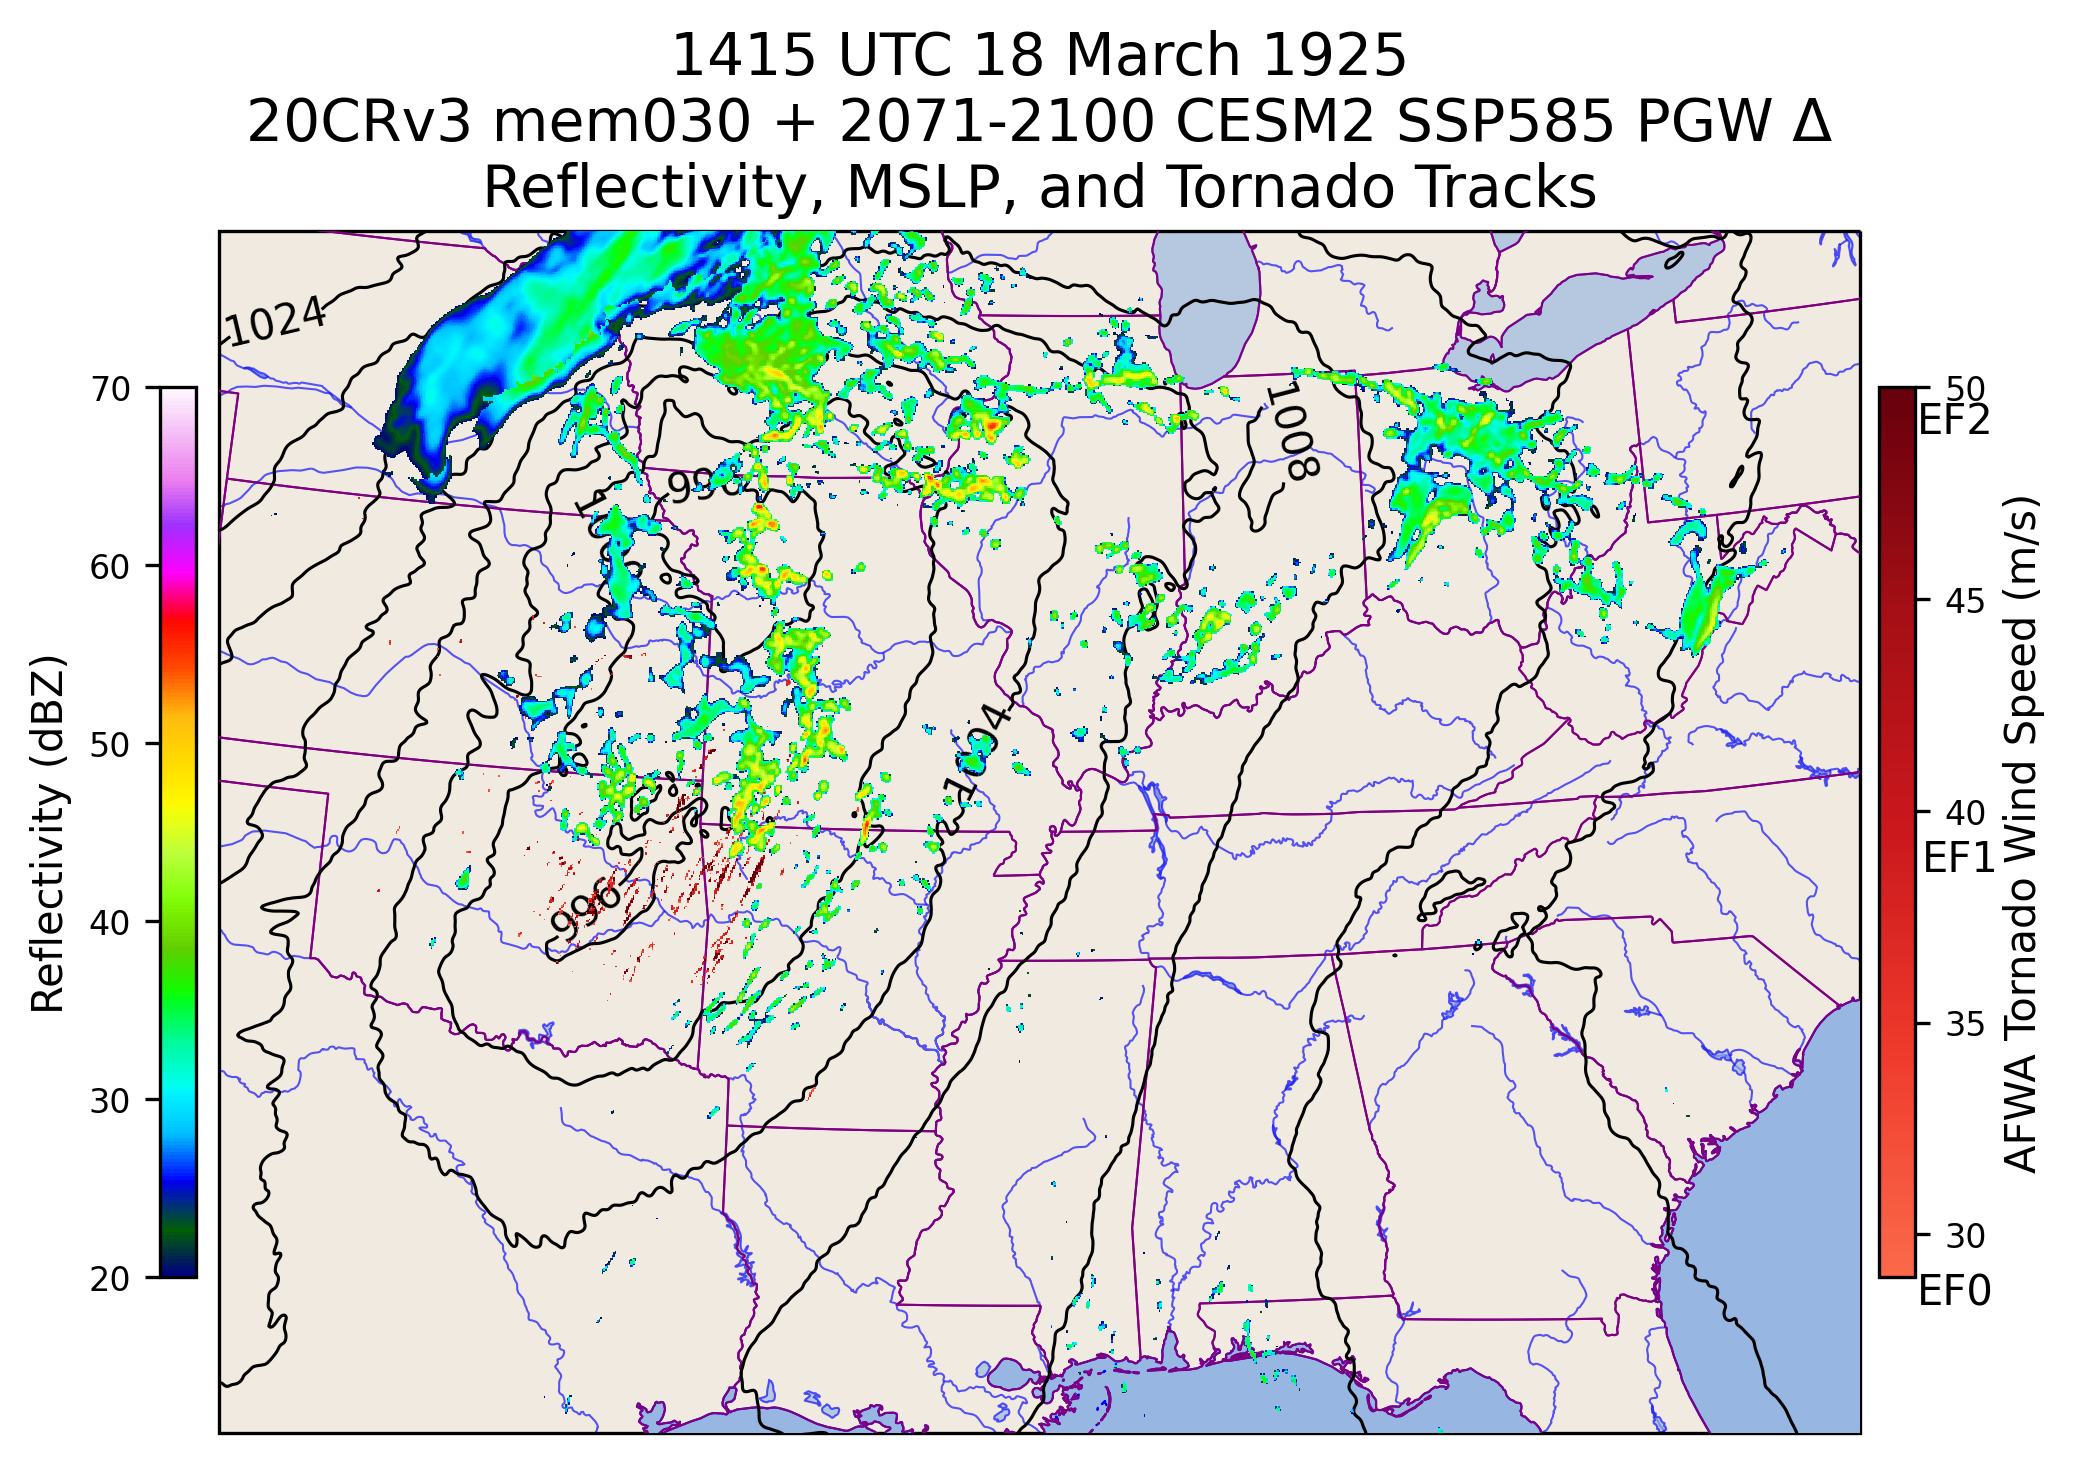 1415 UTC 18 March 1925
20CRv3 mem030 + 2071-2100 CESM2 SSP585 PGW Δ
Reflectivity, MSLP, and Tornado Tracks
1024
1008
1004
996
70
60
50
40
30
20
Reflectivity (dBZ)
50
EF2
45
40
EF1
35
30
EF0
AFWA Tornado Wind Speed (m/s)